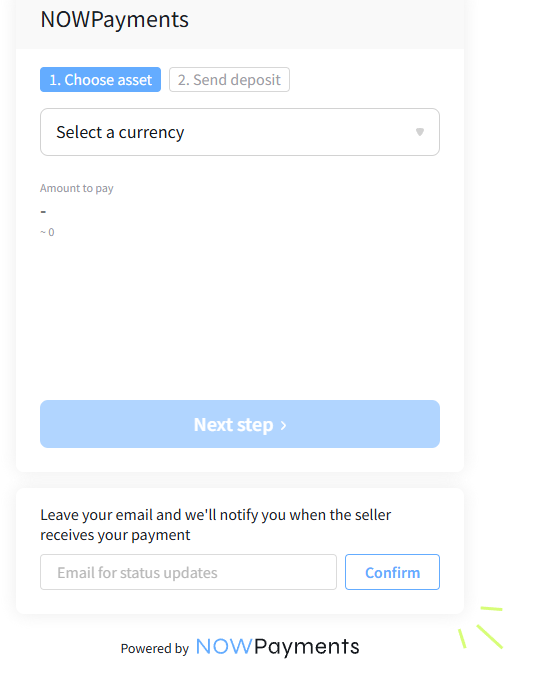 NOWPayments
1. Choose asset
2. Send deposit
Select a currency
Amount to pay
-
~ 0
Next step ›
Leave your email and we'll notify you when the seller
receives your payment
Email for status updates
Confirm
Powered by NOWPayments